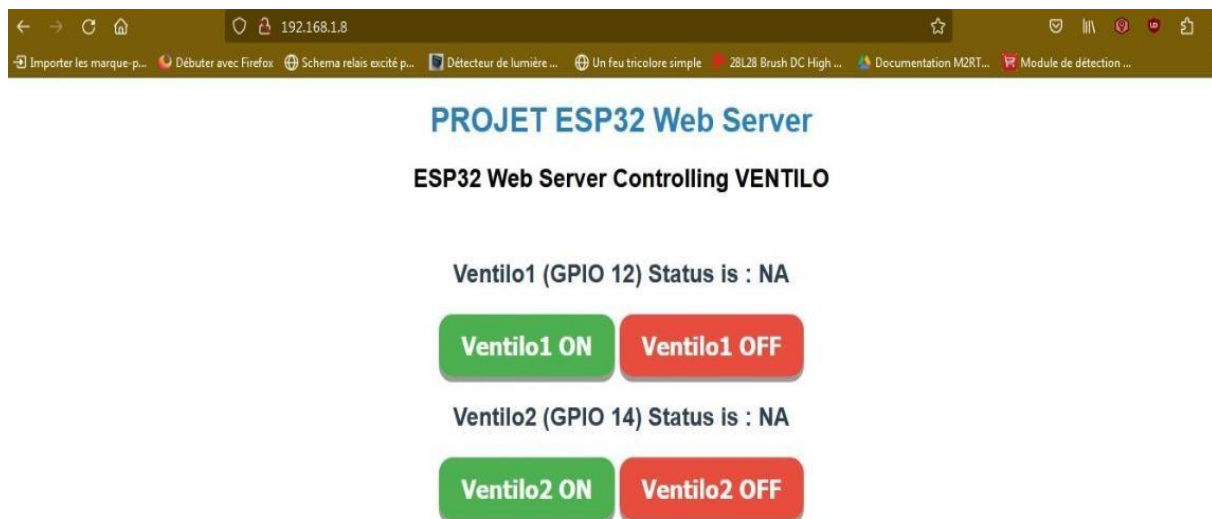 192.168.1.8
Importer les marque-p... Débuter avec Firefox Schema relais excité p... Détecteur de lumière ... Un feu tricolore simple 28L28 Brush DC High ... Documentation M2RT... Module de détection ...
PROJET ESP32 Web Server
ESP32 Web Server Controlling VENTILO
Ventilo1 (GPIO 12) Status is : NA
Ventilo1 ON Ventilo1 OFF
Ventilo2 (GPIO 14) Status is : NA
Ventilo2 ON Ventilo2 OFF